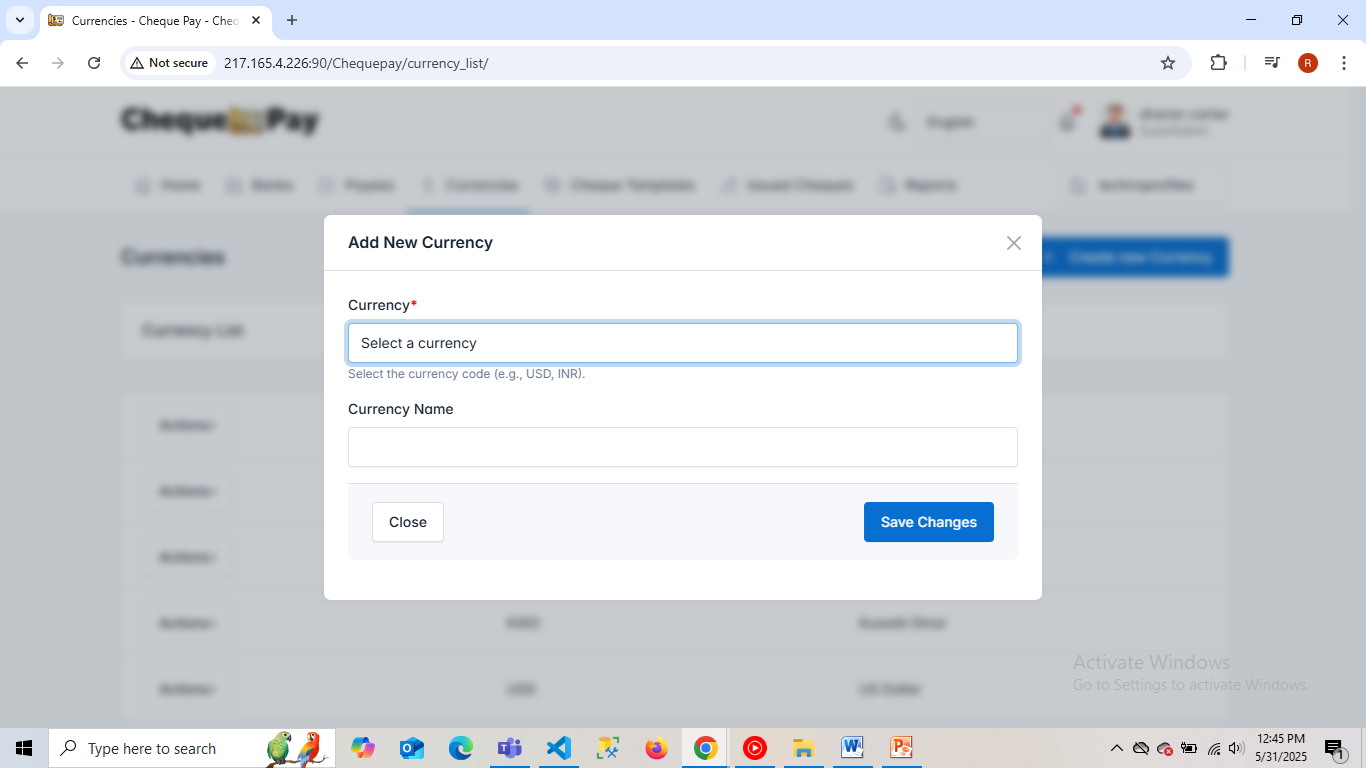 Currencies - Cheque Pay - Cheq
Not secure
217.165.4.226:90/Chequepay/currency_list/
R
Cheque Pay
English
sharon carter
Home
Banks
Payees
Currencies
Cheque Templates
Issued Cheques
Reports
technoprofiles
Currencies
Create new Currency
Currency List
Add New Currency
Currency*
Select a currency
Select the currency code (e.g., USD, INR).
Currency Name
Close
Save Changes
Actions
Actions
Actions
Actions
KWD
Kuwaiti Dinar
Actions
USD
US Dollar
Activate Windows
Go to Settings to activate Windows.
Type here to search
12:45 PM
5/31/2025
1